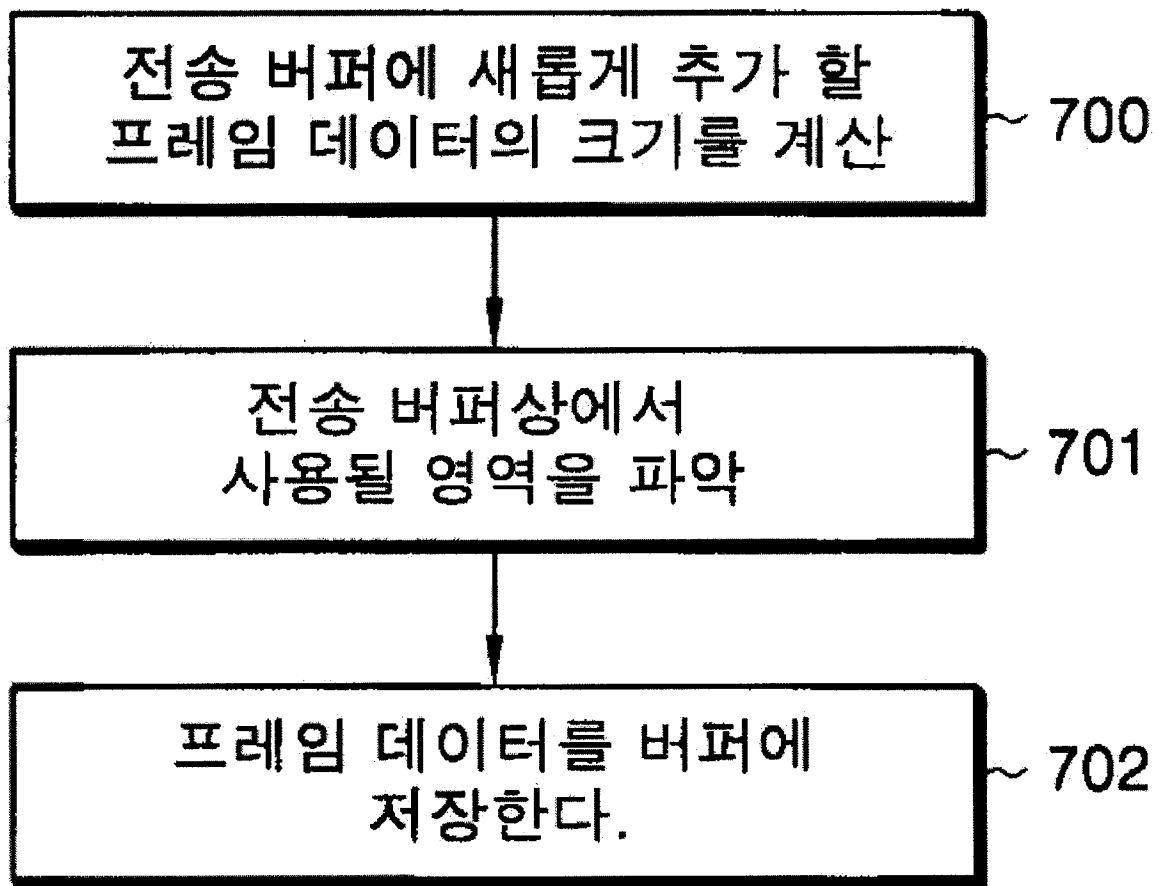 전송 버퍼에 새롭게 추가 할
프레임 데이터의 크기를 계산
700
전송 버퍼상에서
사용될 영역을 파악
701
프레임 데이터를 버퍼에
저장한다.
702